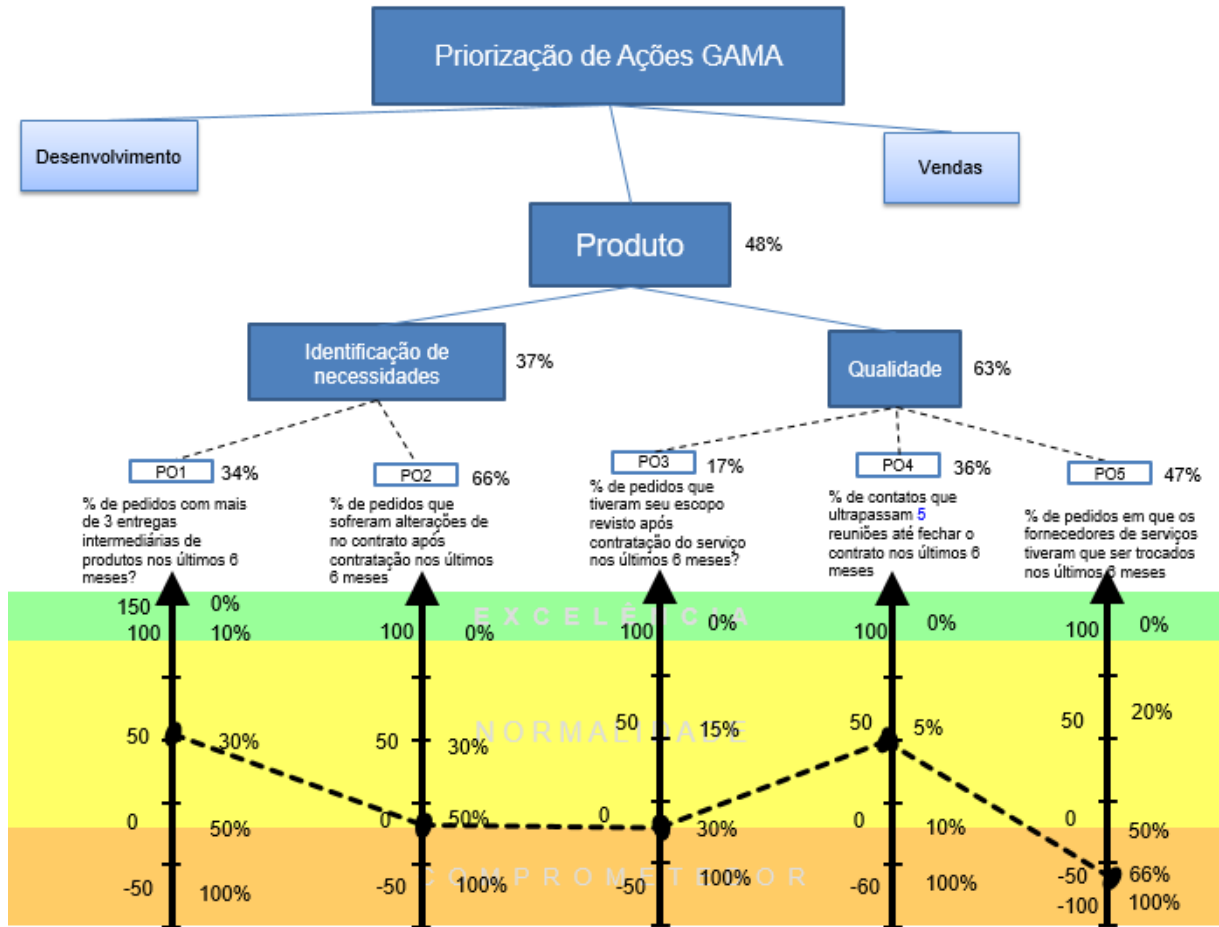 Priorização de Ações GAMA
Desenvolvimento
Vendas
Produto
48%
Identificação de
necessidades
37%
Qualidade
63%
PO1
34%
% de pedidos com mais
de 3 entregas
intermediárias de
produtos nos últimos 6
meses?
PO2
66%
% de pedidos que
sofreram alterações de
no contrato após
contratação nos últimos
6 meses
PO3
17%
% de pedidos que
tiveram seu escopo
revisto após
contratação do serviço
nos últimos 6 meses?
PO4
36%
% de contatos que
ultrapassam 5
reuniões até fechar o
contrato nos últimos 6
meses
PO5
47%
% de pedidos em que os
fornecedores de serviços
tiveram que ser trocados
nos últimos 6 meses
EXCELÊNCIA
150 0%
100 10% 100 0% 100 0% 100 0% 100 0%
NORMALIDADE
50 30% 50 30% 50 15% 50 5% 50 20%
0 50% 0 50% 0 30% 0 10% 0 50%
COMPROMETEDOR
-50 100% -50 100% -50 100% -60 100% -50 66%
-100 100%